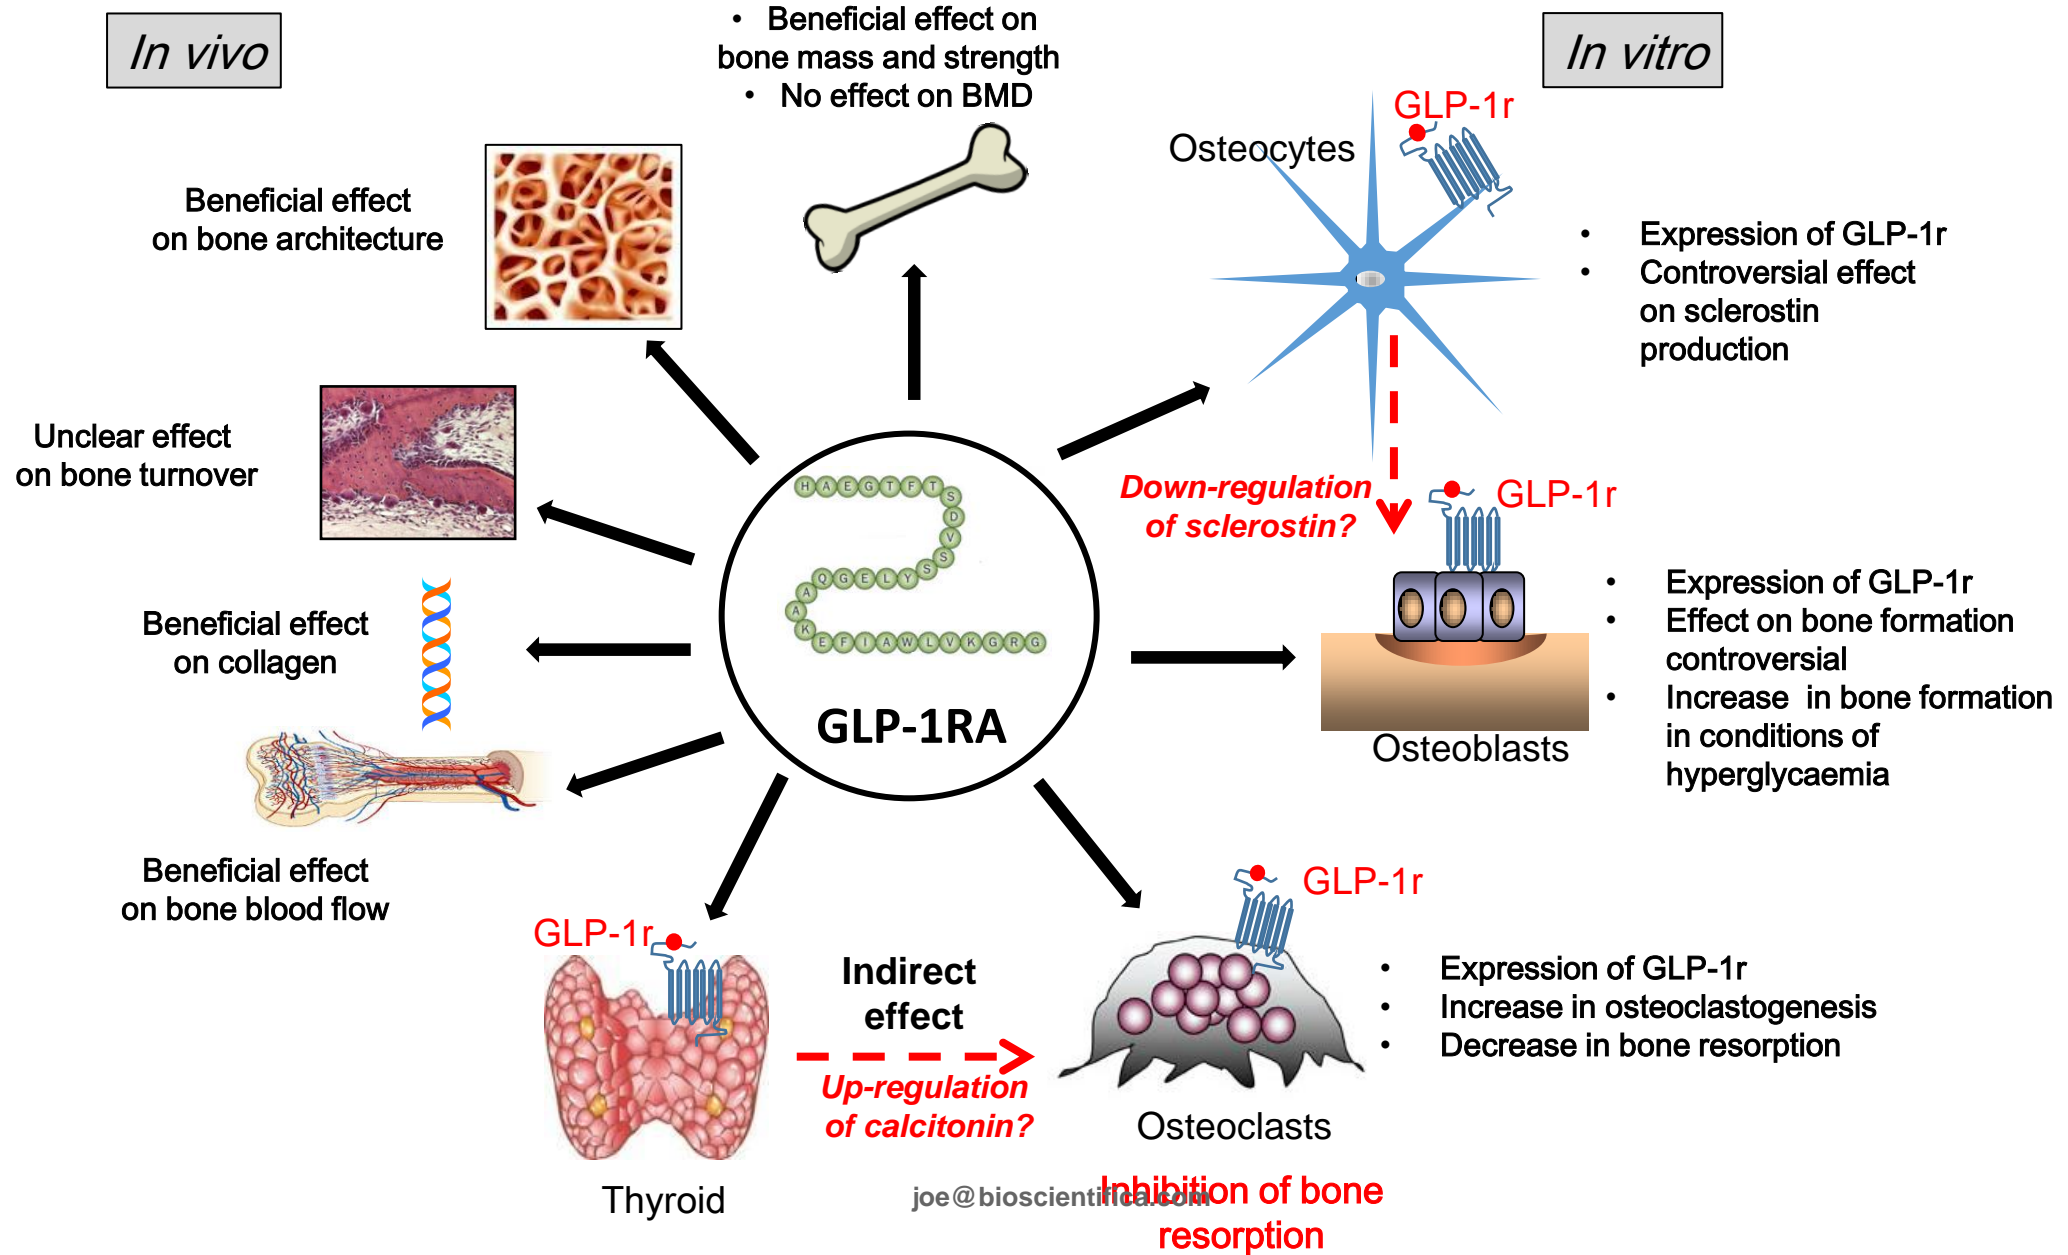 In vivo
• Beneficial effect on
bone mass and strength
• No effect on BMD
In vitro
GLP-1r
Osteocytes
Beneficial effect
on bone architecture
• Expression of GLP-1r
• Controversial effect
on sclerostin
production
Unclear effect
on bone turnover
Down-regulation
of sclerostin?
GLP-1r
H A E G T F T S D V S S Y L E G Q A A K E F I A W L V K G R G
GLP-1RA
Beneficial effect
on collagen
• Expression of GLP-1r
• Effect on bone formation
controversial
• Increase in bone formation
in conditions of
hyperglycaemia
Osteoblasts
Beneficial effect
on bone blood flow
GLP-1r
GLP-1r
Indirect
effect
Up-regulation
of calcitonin?
• Expression of GLP-1r
• Increase in osteoclastogenesis
• Decrease in bone resorption
Osteoclasts
Thyroid
joe@bioscientifica.com
Inhibition of bone
resorption